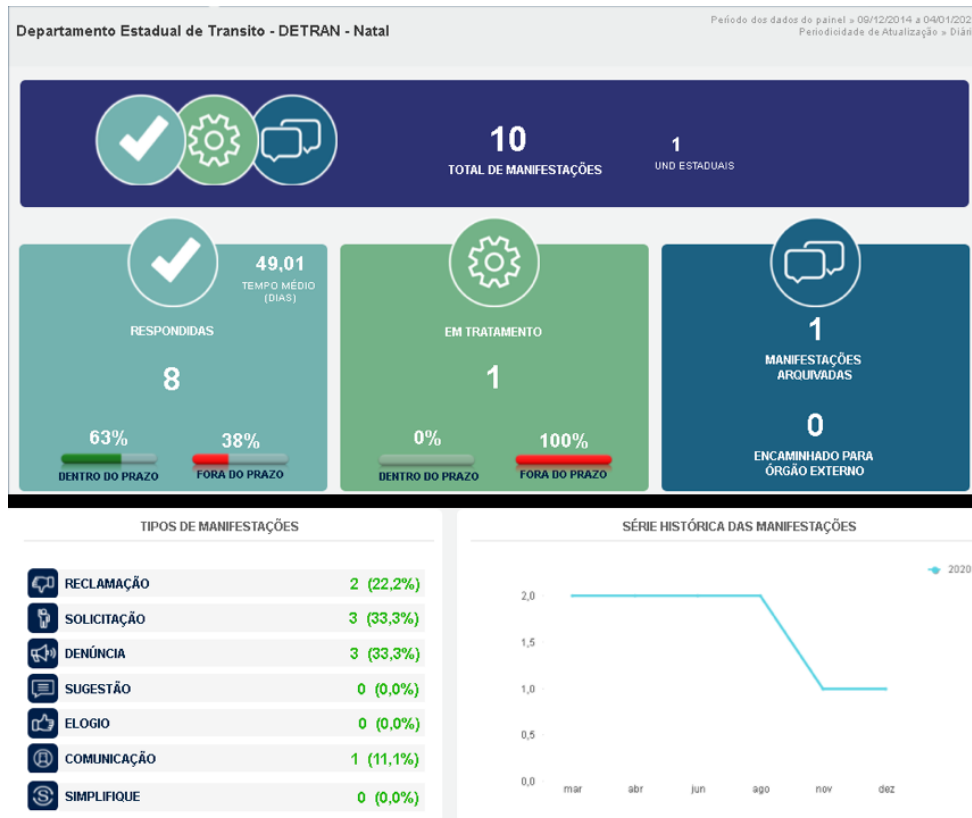 Departamento Estadual de Transito - DETRAN - Natal
Período dos dados do painel » 09/12/2014 a 04/01/202
Periodicidade de Atualização » Diári
10
TOTAL DE MANIFESTAÇÕES
1
UND ESTADUAIS
49,01
TEMPO MÉDIO
(DIAS)
RESPONDIDAS
8
63%
DENTRO DO PRAZO
38%
FORA DO PRAZO
EM TRATAMENTO
1
0%
DENTRO DO PRAZO
100%
FORA DO PRAZO
1
MANIFESTAÇÕES
ARQUIVADAS
0
ENCAMINHADO PARA
ÓRGÃO EXTERNO
TIPOS DE MANIFESTAÇÕES
RECLAMAÇÃO 2 (22,2%)
SOLICITAÇÃO 3 (33,3%)
DENÚNCIA 3 (33,3%)
SUGESTÃO 0 (0,0%)
ELOGIO 0 (0,0%)
COMUNICAÇÃO 1 (11,1%)
SIMPLIFIQUE 0 (0,0%)
SÉRIE HISTÓRICA DAS MANIFESTAÇÕES
2020
2,0
1,5
1,0
0,5
0,0
mar abr jun ago nov dez